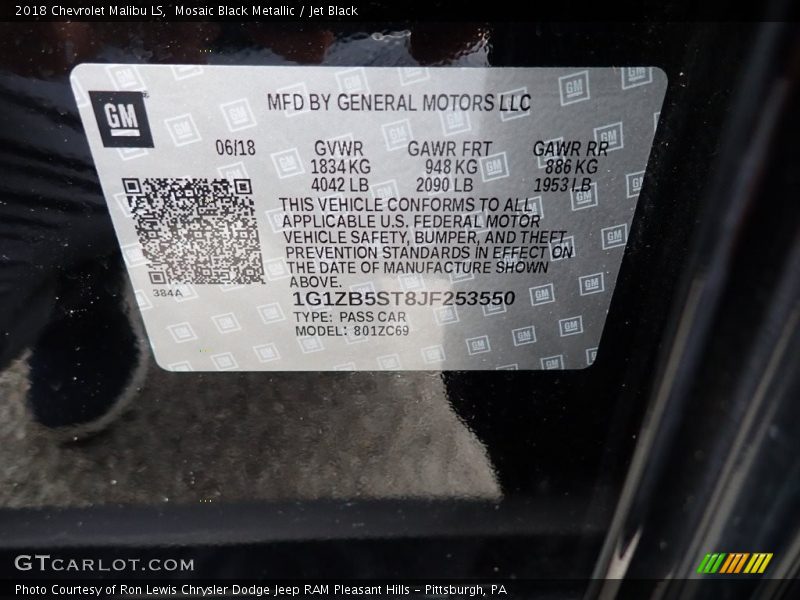 2018 Chevrolet Malibu LS, Mosaic Black Metallic / Jet Black
GM
MFD BY GENERAL MOTORS LLC
06/18 GVWR GAWR FRT GAWR RR
1834 KG 948 KG 886 KG
4042 LB 2090 LB 1953 LB
THIS VEHICLE CONFORMS TO ALL
APPLICABLE U.S. FEDERAL MOTOR
VEHICLE SAFETY, BUMPER, AND THEFT
PREVENTION STANDARDS IN EFFECT ON
THE DATE OF MANUFACTURE SHOWN
ABOVE.
384A
1G1ZB5ST8JF253550
TYPE: PASS CAR
MODEL: 801ZC69
GTCARLOT.COM
Photo Courtesy of Ron Lewis Chrysler Dodge Jeep RAM Pleasant Hills - Pittsburgh, PA